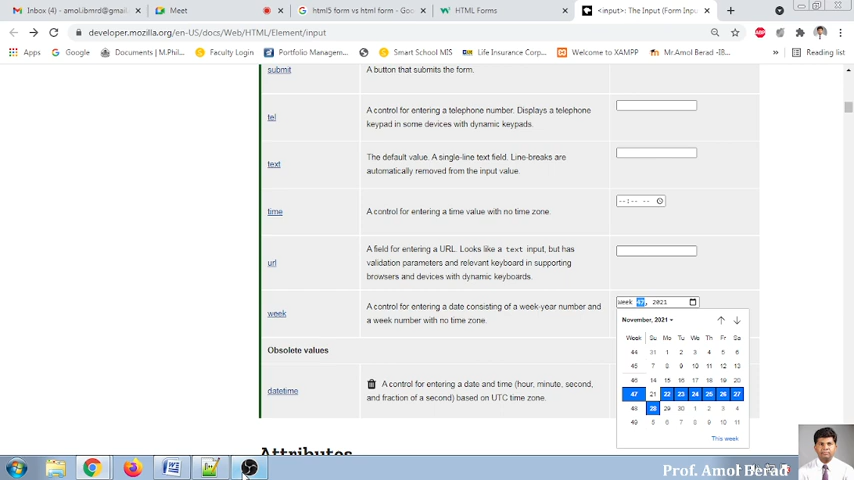 Inbox (4) - amol.ibmrd@gmail. Meet html5 form vs html form - Goo HTML Forms <input>: The Input (Form Inpu
developer.mozilla.org/en-US/docs/Web/HTML/Element/input
Apps Google Documents (M.Phil... Faculty Login Portfolio Managem... Smart School MIS Life Insurance Corp... Welcome to XAMPP Mr.Amol Berad -IB... » Reading list
submit A button that submits the form.
tel A control for entering a telephone number. Displays a telephone
keypad in some devices with dynamic keypads.
text The default value. A single-line text field. Line-breaks are
automatically removed from the input value.
time A control for entering a time value with no time zone. --:-- --
url A field for entering a URL. Looks like a text input, but has
validation parameters and relevant keyboard in supporting
browsers and devices with dynamic keyboards.
week A control for entering a date consisting of a week-year number and
a week number with no time zone.
Week 47, 2021
November, 2021
Week Su Mo Tu We Th Fr Sa
44 31 1 2 3 4 5 6
45 7 8 9 10 11 12 13
46 14 15 16 17 18 19 20
47 21 22 23 24 25 26 27
48 28 29 30 1 2 3 4
49 5 6 7 8 9 10 11
This week
Obsolete values
datetime A control for entering a date and time (hour, minute, second,
and fraction of a second) based on UTC time zone.
Attributes
Prof. Amol Berad